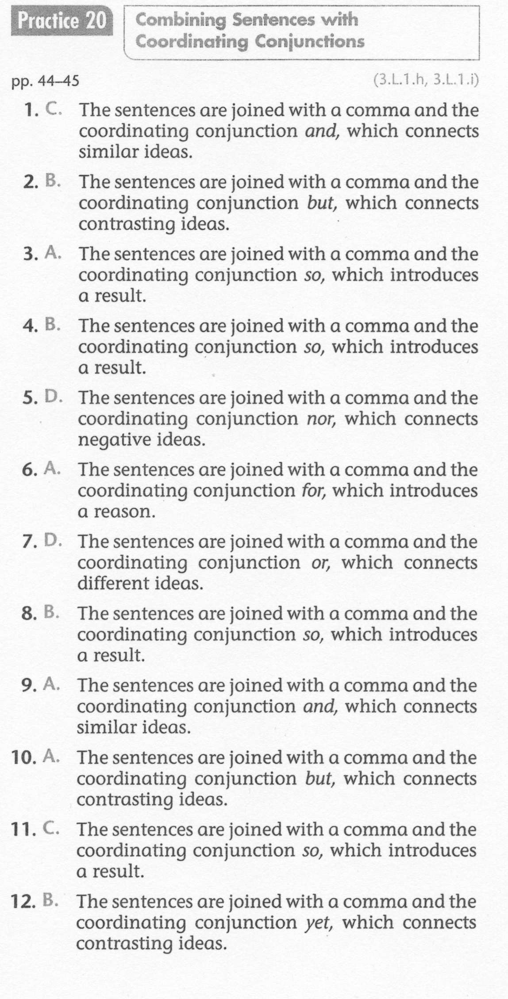 Practice 20
Combining Sentences with
Coordinating Conjunctions
pp. 44–45
(3.L.1.h, 3.L.1.i)
1. C. The sentences are joined with a comma and the
coordinating conjunction and, which connects
similar ideas.
2. B. The sentences are joined with a comma and the
coordinating conjunction but, which connects
contrasting ideas.
3. A. The sentences are joined with a comma and the
coordinating conjunction so, which introduces
a result.
4. B. The sentences are joined with a comma and the
coordinating conjunction so, which introduces
a result.
5. D. The sentences are joined with a comma and the
coordinating conjunction nor, which connects
negative ideas.
6. A. The sentences are joined with a comma and the
coordinating conjunction for, which introduces
a reason.
7. D. The sentences are joined with a comma and the
coordinating conjunction or, which connects
different ideas.
8. B. The sentences are joined with a comma and the
coordinating conjunction so, which introduces
a result.
9. A. The sentences are joined with a comma and the
coordinating conjunction and, which connects
similar ideas.
10. A. The sentences are joined with a comma and the
coordinating conjunction but, which connects
contrasting ideas.
11. C. The sentences are joined with a comma and the
coordinating conjunction so, which introduces
a result.
12. B. The sentences are joined with a comma and the
coordinating conjunction yet, which connects
contrasting ideas.